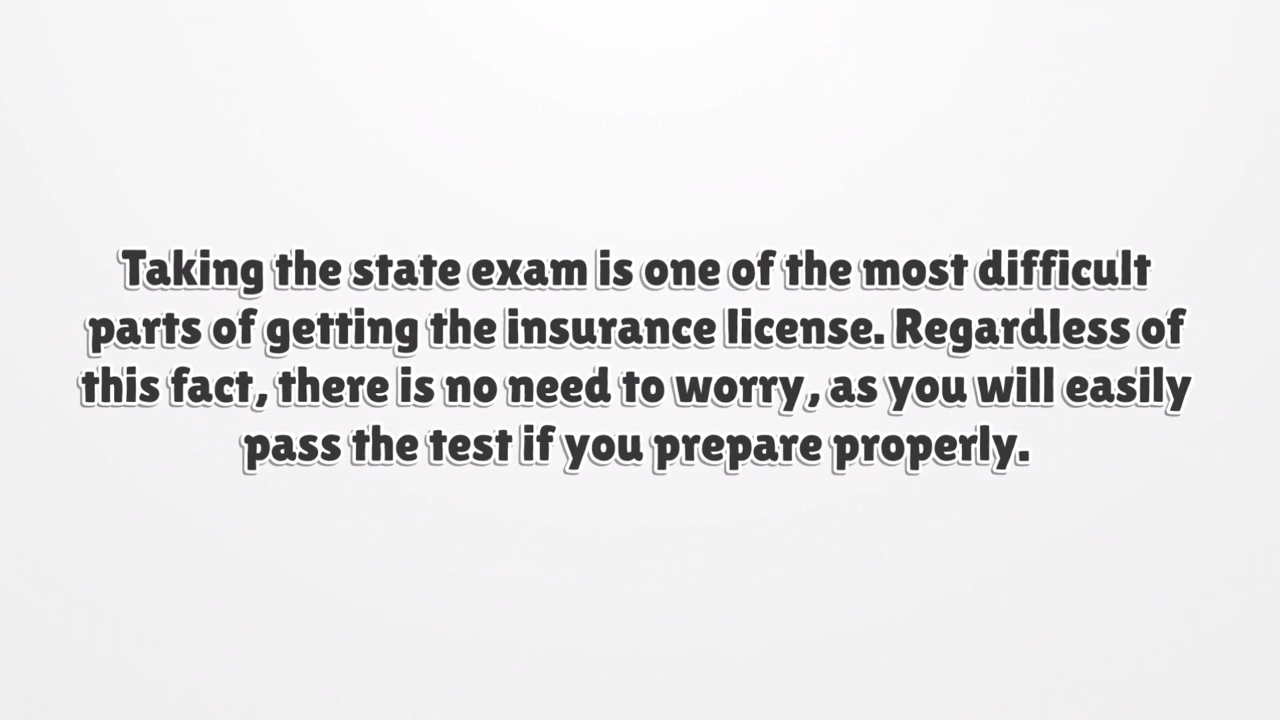 Taking the state exam is one of the most difficult
parts of getting the insurance license. Regardless of
this fact, there is no need to worry, as you will easily
pass the test if you prepare properly.